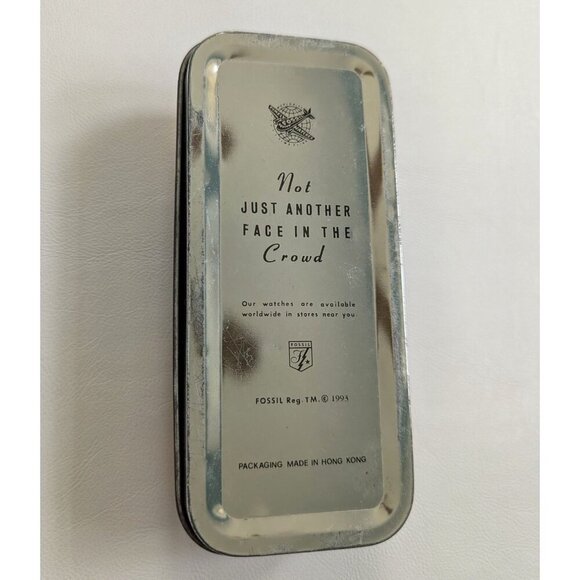 Not
JUST ANOTHER
FACE IN THE
Crowd
Our watches are available
worldwide in stores near you
FOSSIL
F
FOSSIL Reg. TM. © 1993
PACKAGING MADE IN HONG KONG